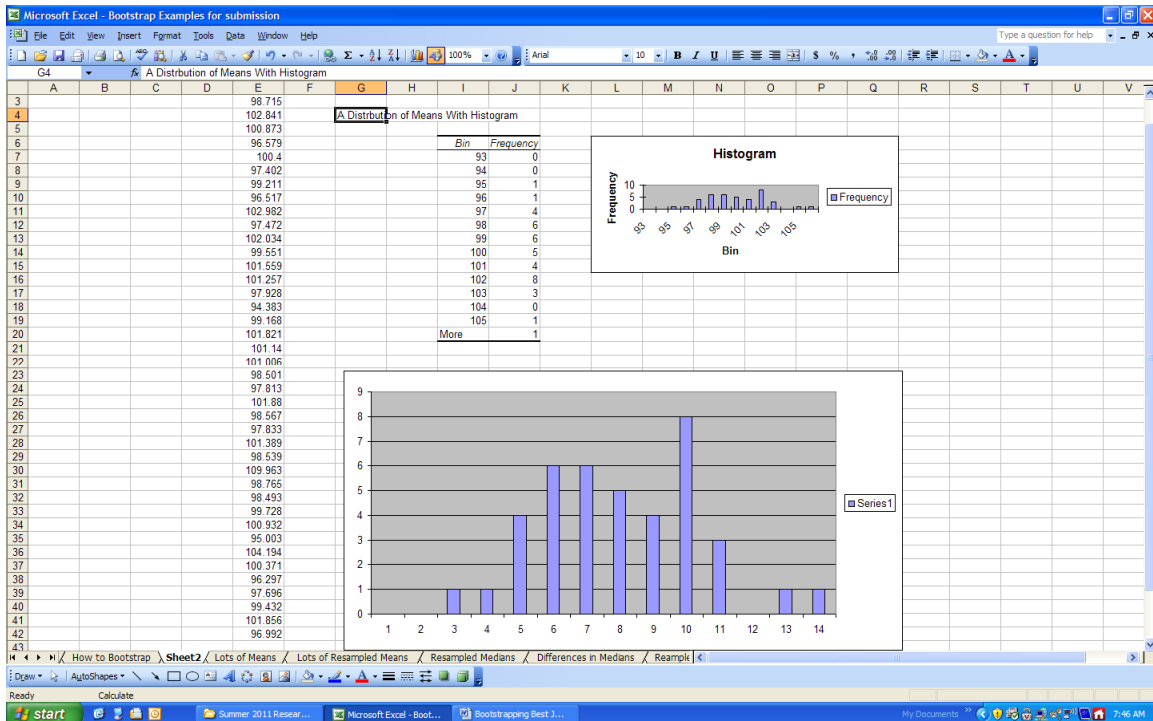 Microsoft Excel - Bootstrap Examples for submission
File Edit View Insert Format Tools Data Window Help Type a question for help
100% Arial 10 B I U $ % ,
G4 fx A Distrbution of Means With Histogram
A B C D E F G H I J K L M N O P Q R S T U V
3 98.715
4 102.841 A Distrbution of Means With Histogram
5 100.873
6 96.579 Bin Frequency
7 100.4 93 0
8 97.402 94 0
9 99.211 95 1
10 96.517 96 1
11 102.982 97 4
12 97.472 98 6
13 102.034 99 6
14 99.551 100 5
15 101.559 101 4
16 101.257 102 8
17 97.928 103 3
18 94.383 104 0
19 99.168 105 1
20 101.821 More 1
21 101.14
22 101.006
23 98.501
24 97.813
25 101.88
26 98.567
27 97.833
28 101.389
29 98.539
30 109.963
31 98.765
32 98.493
33 99.728
34 100.932
35 95.003
36 104.194
37 100.371
38 96.297
39 97.696
40 99.432
41 101.856
42 96.992
43
Histogram
Frequency
10
5
0
93 95 97 99 101 103 105
Bin
Frequency
9
8
7
6
5
4
3
2
1
0
1 2 3 4 5 6 7 8 9 10 11 12 13 14
Series1
How to Bootstrap Sheet2 Lots of Means Lots of Resampled Means Resampled Medians Differences in Medians Reample
Draw AutoShapes
Ready Calculate
start Summer 2011 Resear... Microsoft Excel - Boot... Bootstrapping Best J... My Documents 7:46 AM